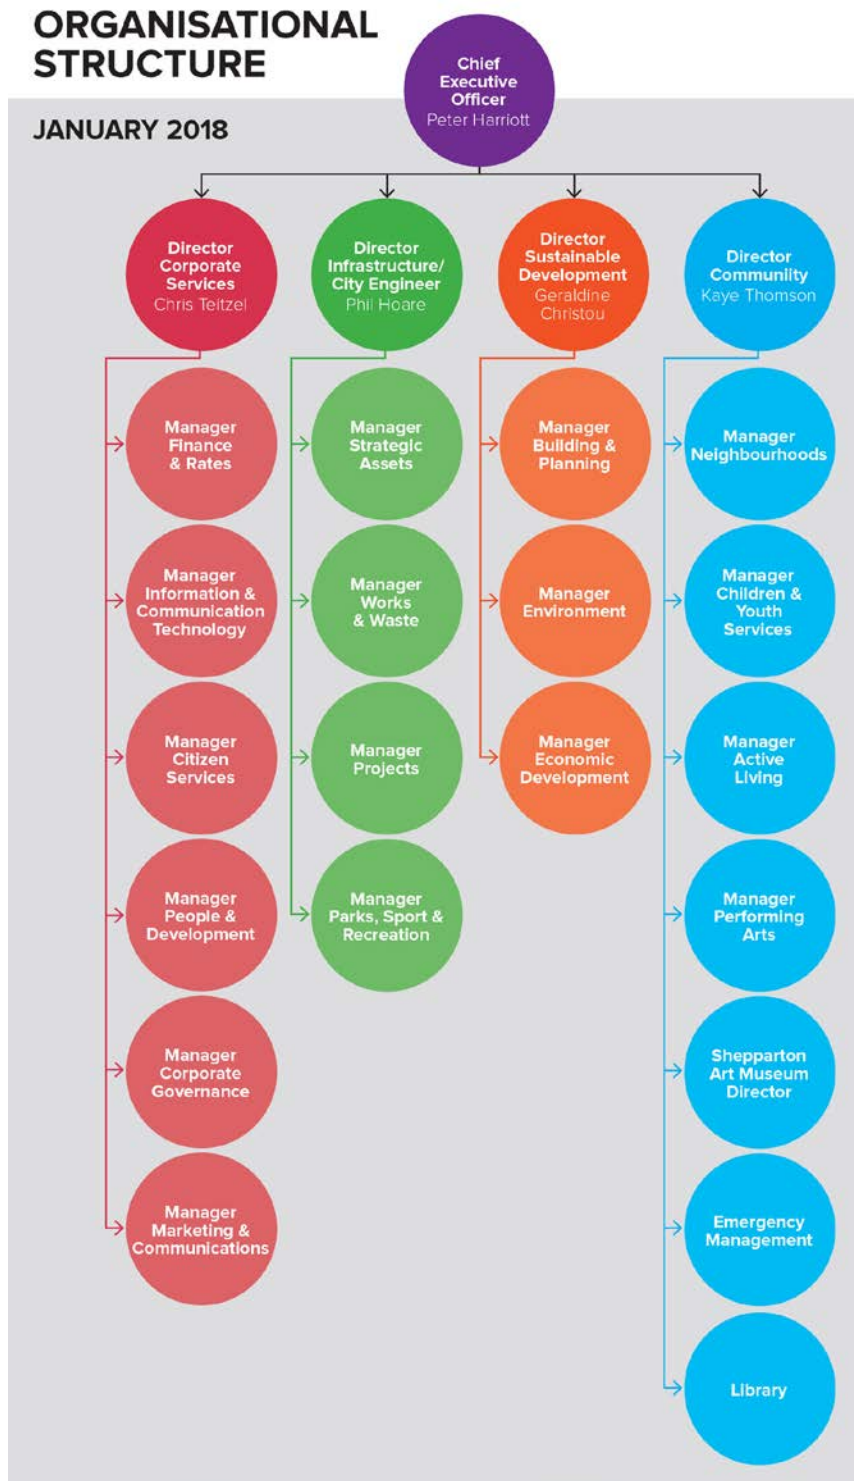 ORGANISATIONAL
STRUCTURE
JANUARY 2018
Chief
Executive
Officer
Peter Harriott
Director
Corporate
Services
Chris Teitzel
Director
Infrastructure/
City Engineer
Phil Hoare
Director
Sustainable
Development
Geraldine
Christou
Director
Community
Kaye Thomson
Manager
Finance
& Rates
Manager
Information &
Communication
Technology
Manager
Citizen
Services
Manager
People &
Development
Manager
Corporate
Governance
Manager
Marketing &
Communications
Manager
Strategic
Assets
Manager
Works
& Waste
Manager
Projects
Manager
Parks, Sport &
Recreation
Manager
Building &
Planning
Manager
Environment
Manager
Economic
Development
Manager
Neighbourhoods
Manager
Children &
Youth
Services
Manager
Active
Living
Manager
Performing
Arts
Shepparton
Art Museum
Director
Emergency
Management
Library